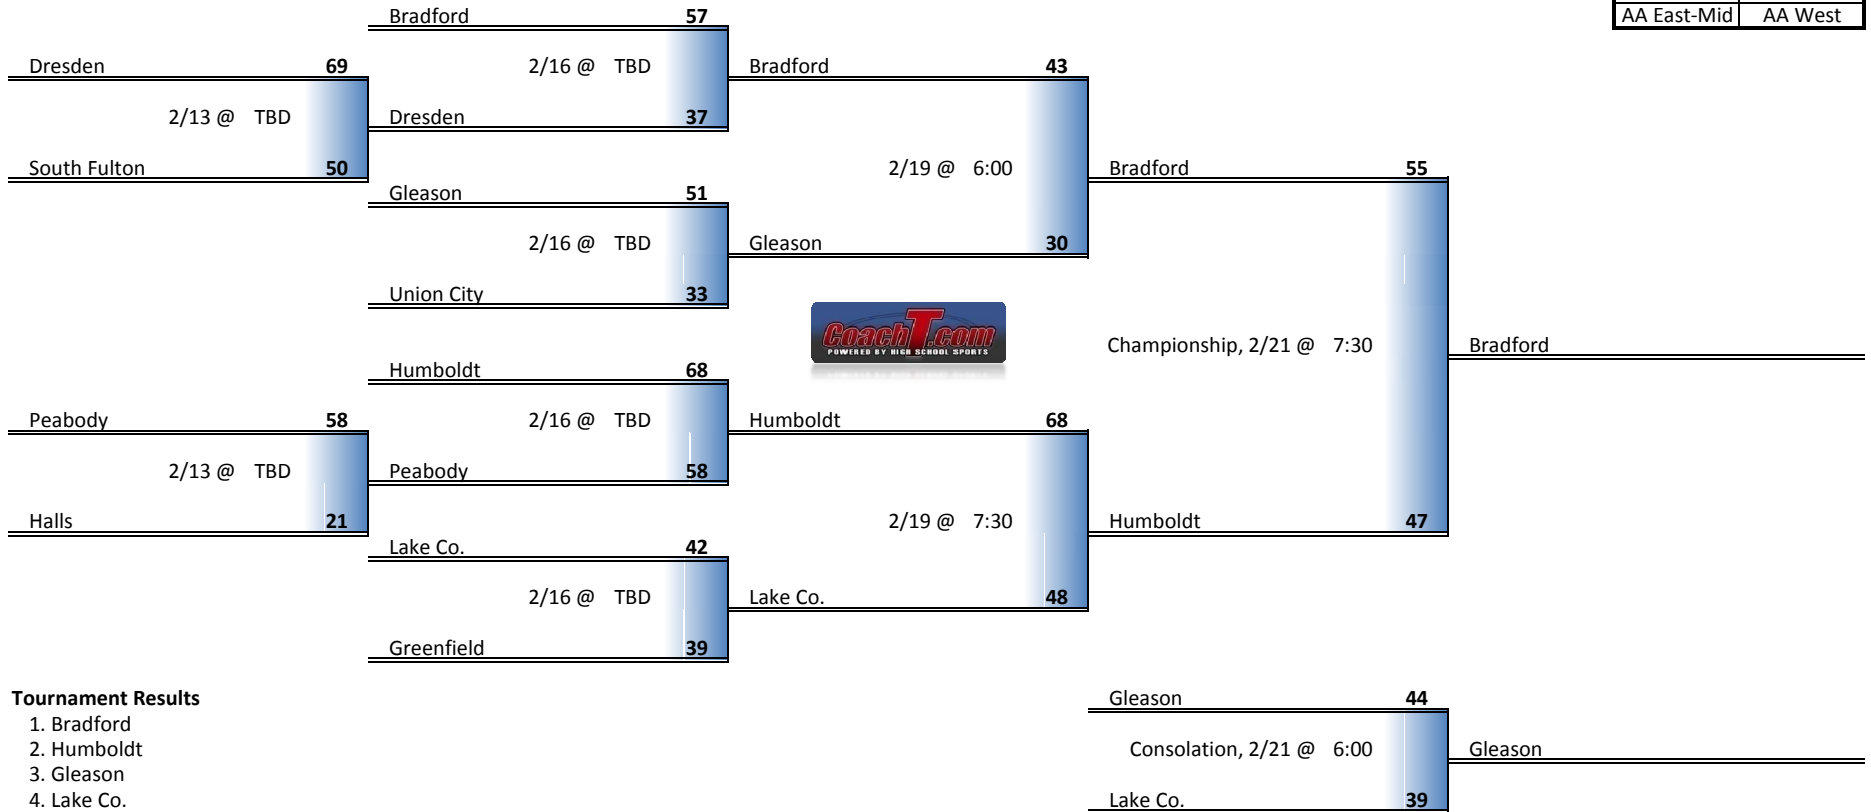 AA East-Mid AA West
Bradford 57
2/16 @ TBD
Dresden 37
Dresden 69
2/13 @ TBD
South Fulton 50
Gleason 51
2/16 @ TBD
Union City 33
Humboldt 68
2/16 @ TBD
Peabody 58
Peabody 58
2/13 @ TBD
Halls 21
Lake Co. 42
2/16 @ TBD
Greenfield 39
Bradford 43
2/19 @ 6:00
Gleason 30
CoachT.com
POWERED BY HIGH SCHOOL SPORTS
Humboldt 68
2/19 @ 7:30
Lake Co. 48
Bradford 55
Championship, 2/21 @ 7:30
Humboldt 47
Bradford
Tournament Results
1. Bradford
2. Humboldt
3. Gleason
4. Lake Co.
Gleason 44
Consolation, 2/21 @ 6:00
Lake Co. 39
Gleason